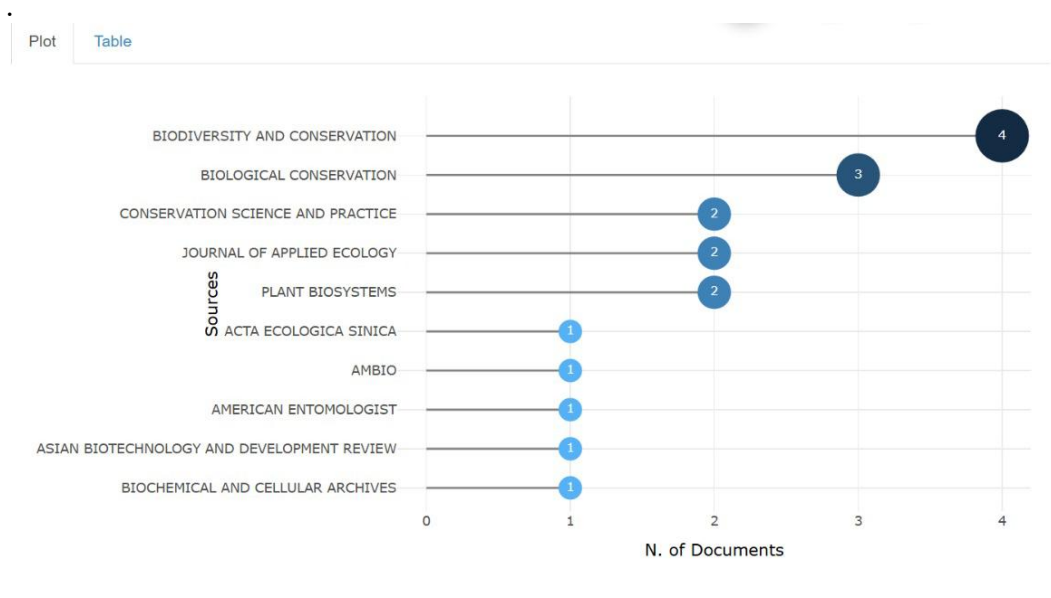 .
Plot Table
BIODIVERSITY AND CONSERVATION 4
BIOLOGICAL CONSERVATION 3
CONSERVATION SCIENCE AND PRACTICE 2
JOURNAL OF APPLIED ECOLOGY 2
PLANT BIOSYSTEMS 2
ACTA ECOLOGICA SINICA 1
AMBIO 1
AMERICAN ENTOMOLOGIST 1
ASIAN BIOTECHNOLOGY AND DEVELOPMENT REVIEW 1
BIOCHEMICAL AND CELLULAR ARCHIVES 1
Sources
0 1 2 3 4
N. of Documents